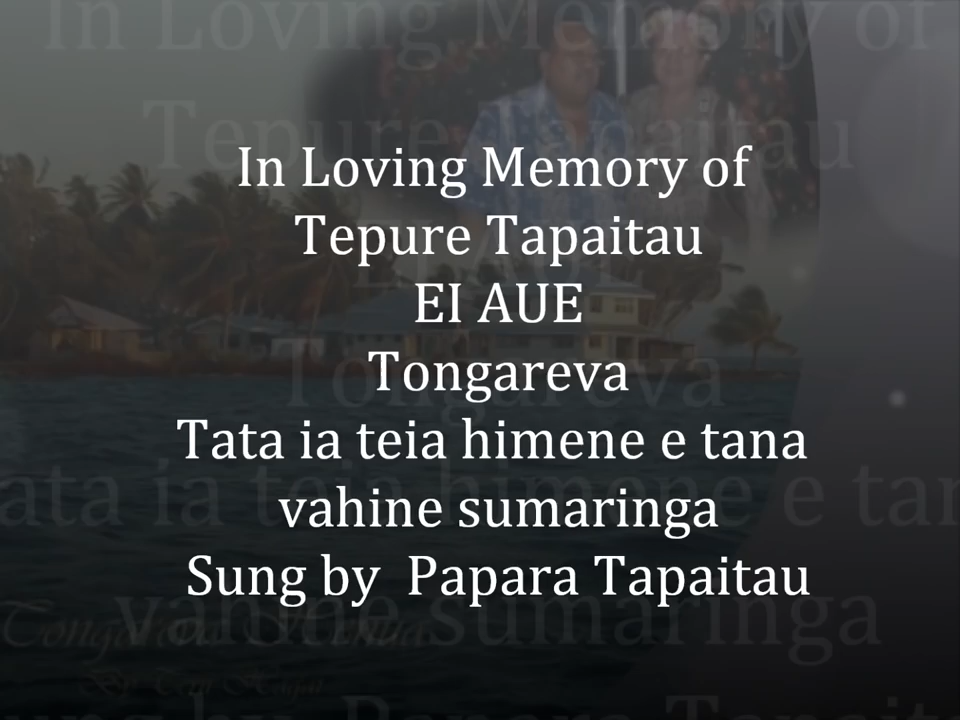 In Loving Memory of
Tepure Tapaitau
EI AUE
Tongareva
Tata ia teia himene e tana
vahine sumaringa
Sung by Papara Tapaitau